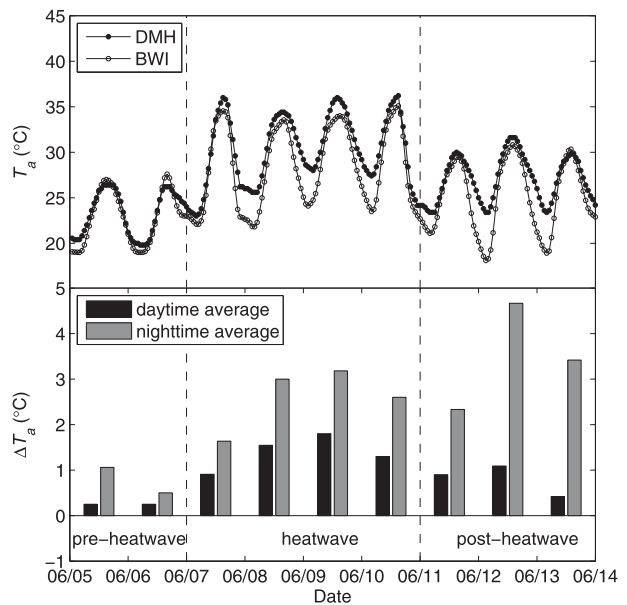 45
40
35
30
25
20
T_a (°C)
DMH
BWI
5
4
3
2
1
0
−1
ΔT_a (°C)
daytime average
nighttime average
pre−heatwave
heatwave
post−heatwave
06/05 06/06 06/07 06/08 06/09 06/10 06/11 06/12 06/13 06/14
Date